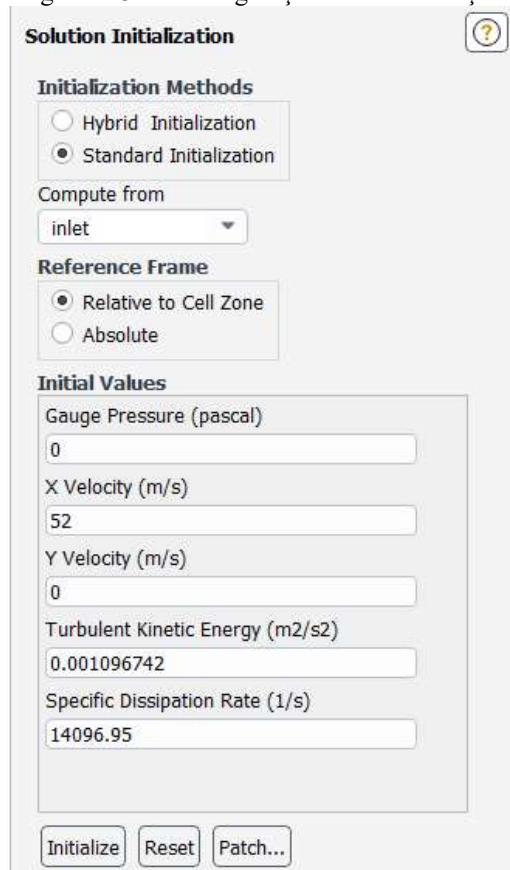 Solution Initialization
?
Initialization Methods
Hybrid Initialization
Standard Initialization
Compute from
inlet
Reference Frame
Relative to Cell Zone
Absolute
Initial Values
Gauge Pressure (pascal)
0
X Velocity (m/s)
52
Y Velocity (m/s)
0
Turbulent Kinetic Energy (m2/s2)
0.001096742
Specific Dissipation Rate (1/s)
14096.95
Initialize Reset Patch...